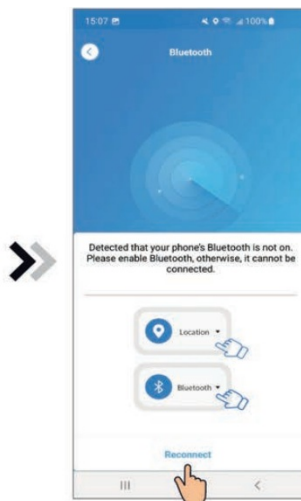 15:07 100%
Bluetooth
Detected that your phone's Bluetooth is not on.
Please enable Bluetooth, otherwise, it cannot be
connected.
Location
Bluetooth
Reconnect